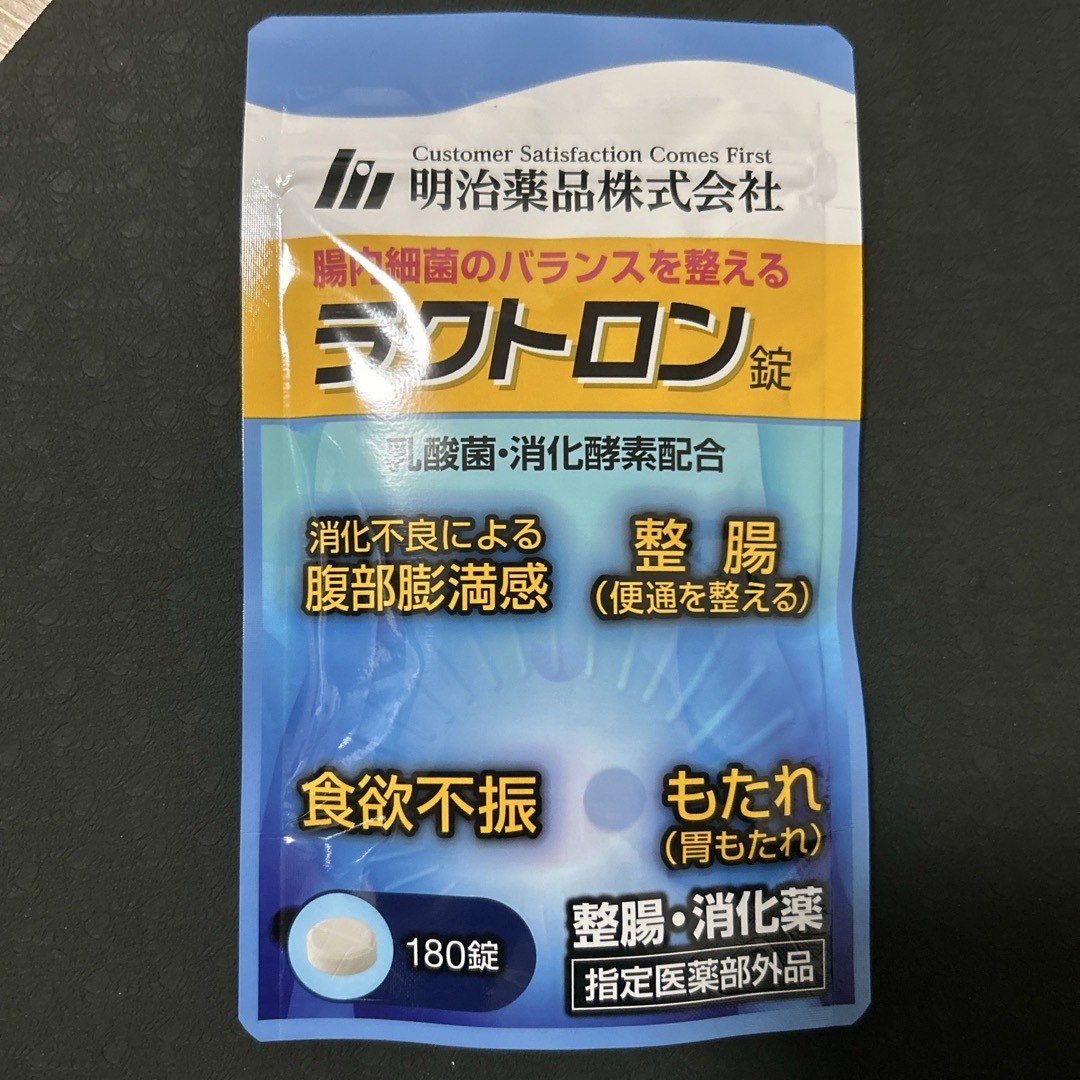 Customer Satisfaction Comes First
明治薬品株式会社
腸内細菌のバランスを整える
ラクトロン錠
乳酸菌・消化酵素配合
消化不良による
腹部膨満感
整腸
（便通を整える）
食欲不振
もたれ
（胃もたれ）
180錠
整腸・消化薬
指定医薬部外品